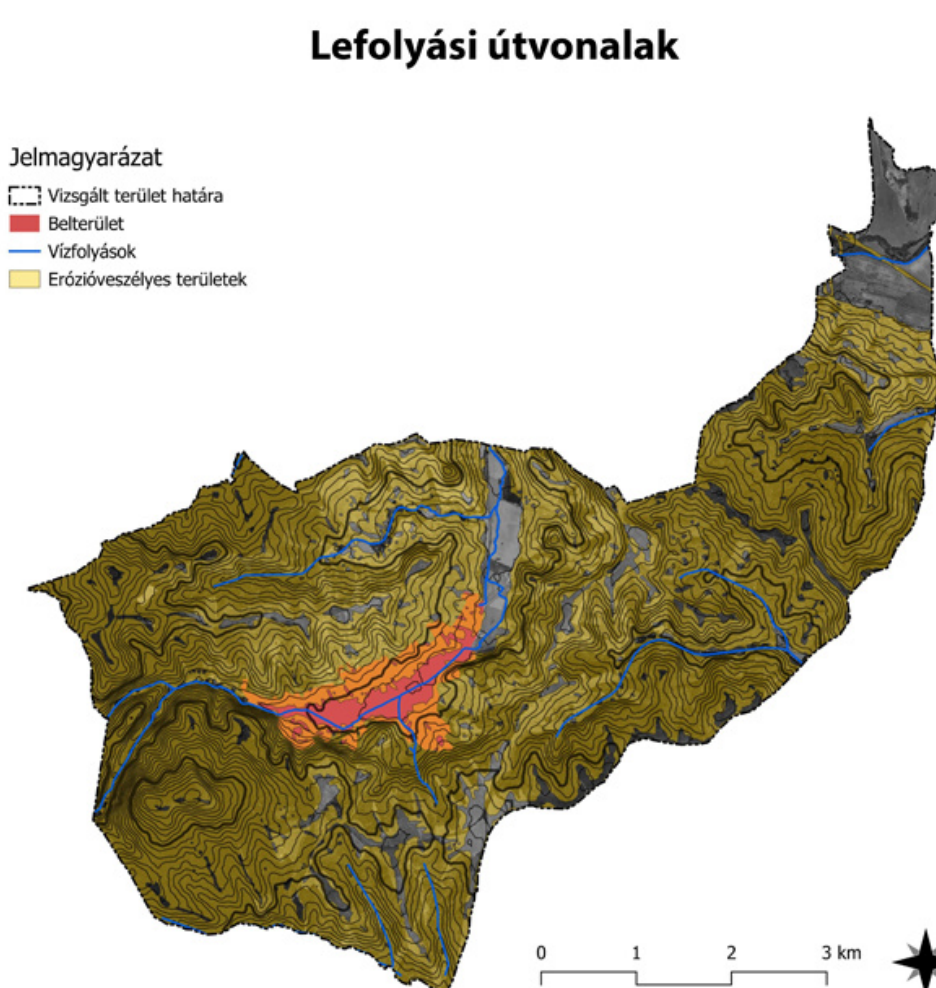 Lefolyási útvonalak
Jelmagyarázat
Vizsgált terület határa
Belterület
Vízfolyások
Erózióveszélyes területek
0 1 2 3 km